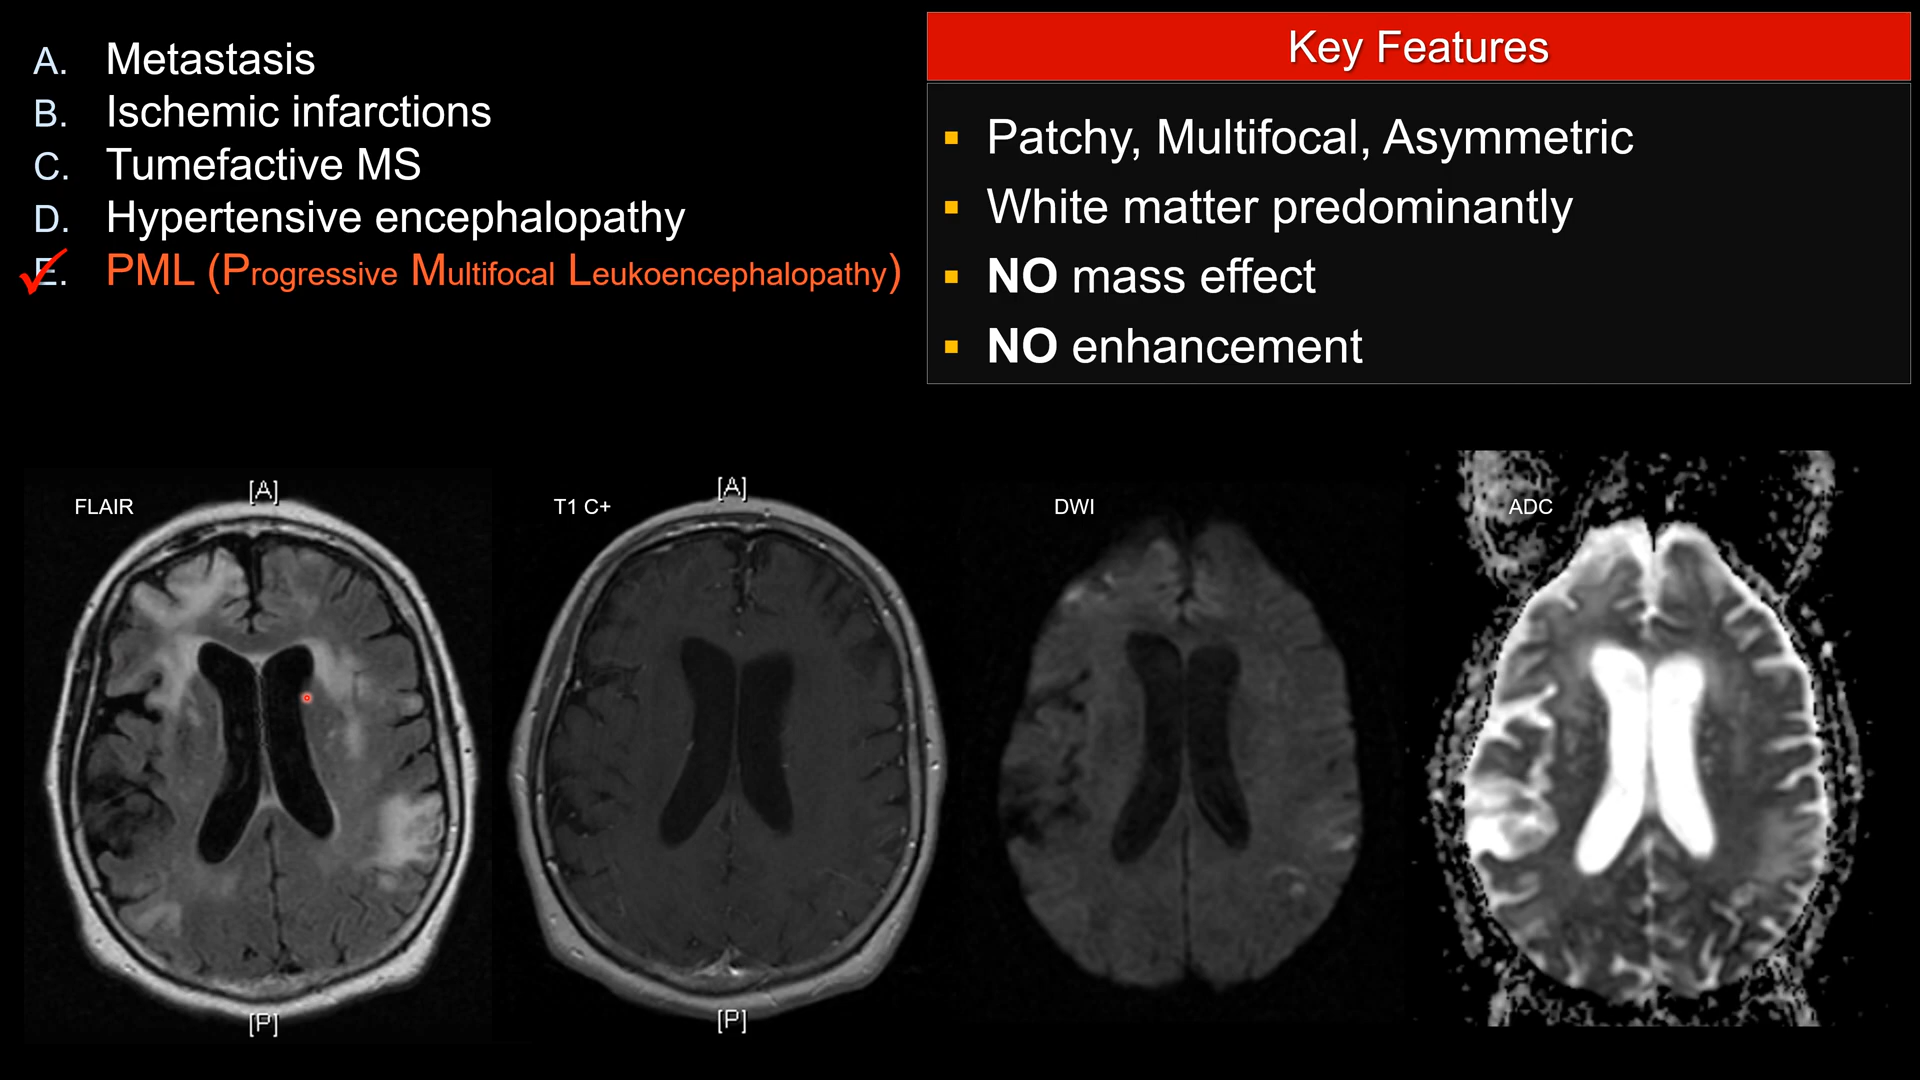 A. Metastasis
B. Ischemic infarctions
C. Tumefactive MS
D. Hypertensive encephalopathy
E. PML (Progressive Multifocal Leukoencephalopathy)
Key Features
▪ Patchy, Multifocal, Asymmetric
▪ White matter predominantly
▪ NO mass effect
▪ NO enhancement
FLAIR
[A]
[P]
T1 C+
[A]
[P]
DWI
ADC